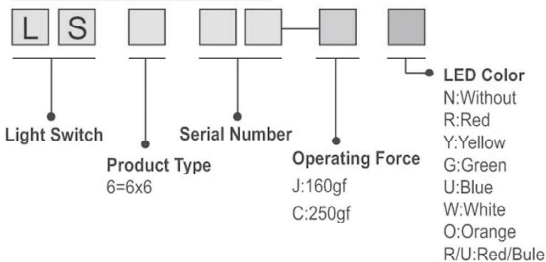 L S
LED Color
N:Without
R:Red
Y:Yellow
G:Green
U:Blue
W:White
O:Orange
R/U:Red/Bule
Light Switch
Serial Number
Product Type
6=6x6
Operating Force
J:160gf
C:250gf